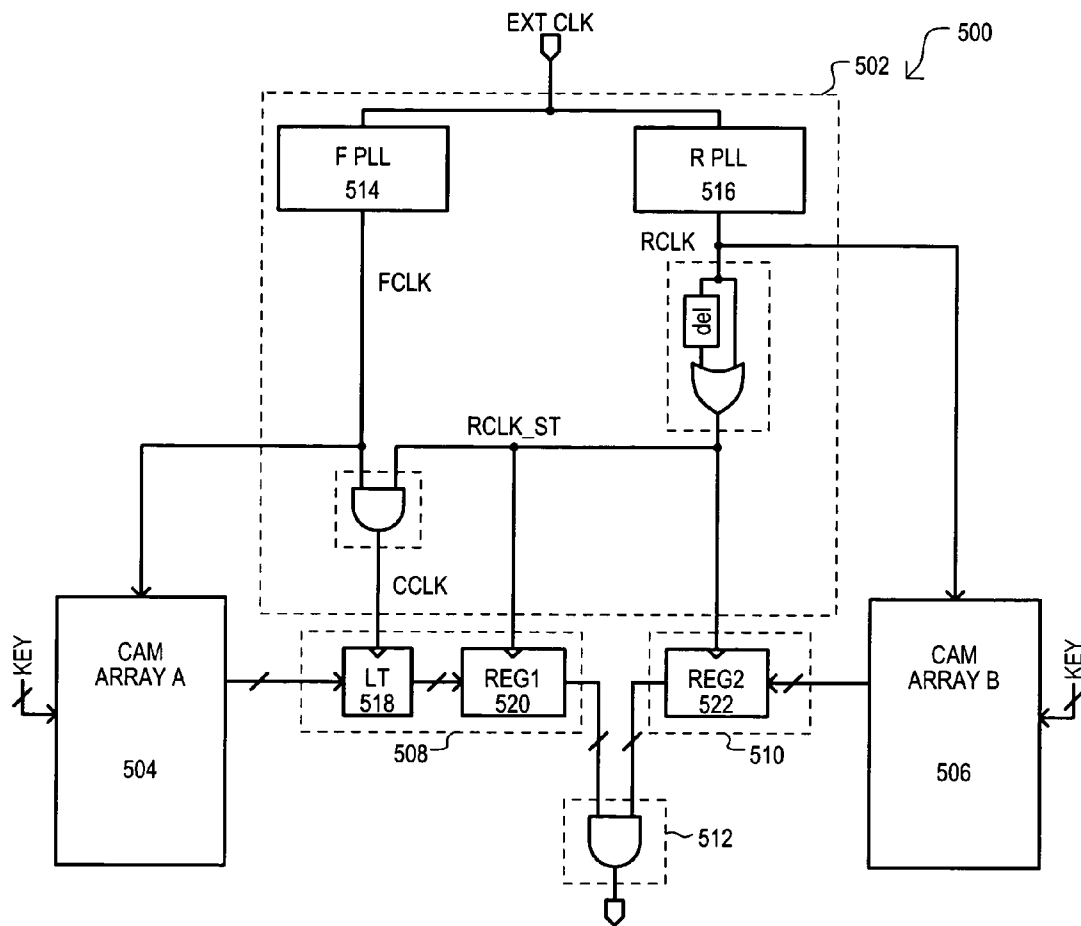 EXT CLK
500
502
F PLL
514
R PLL
516
RCLK
FCLK
del
RCLK_ST
CCLK
KEY
CAM
ARRAY A
504
LT
518
REG1
520
REG2
522
CAM
ARRAY B
506
KEY
508
510
512